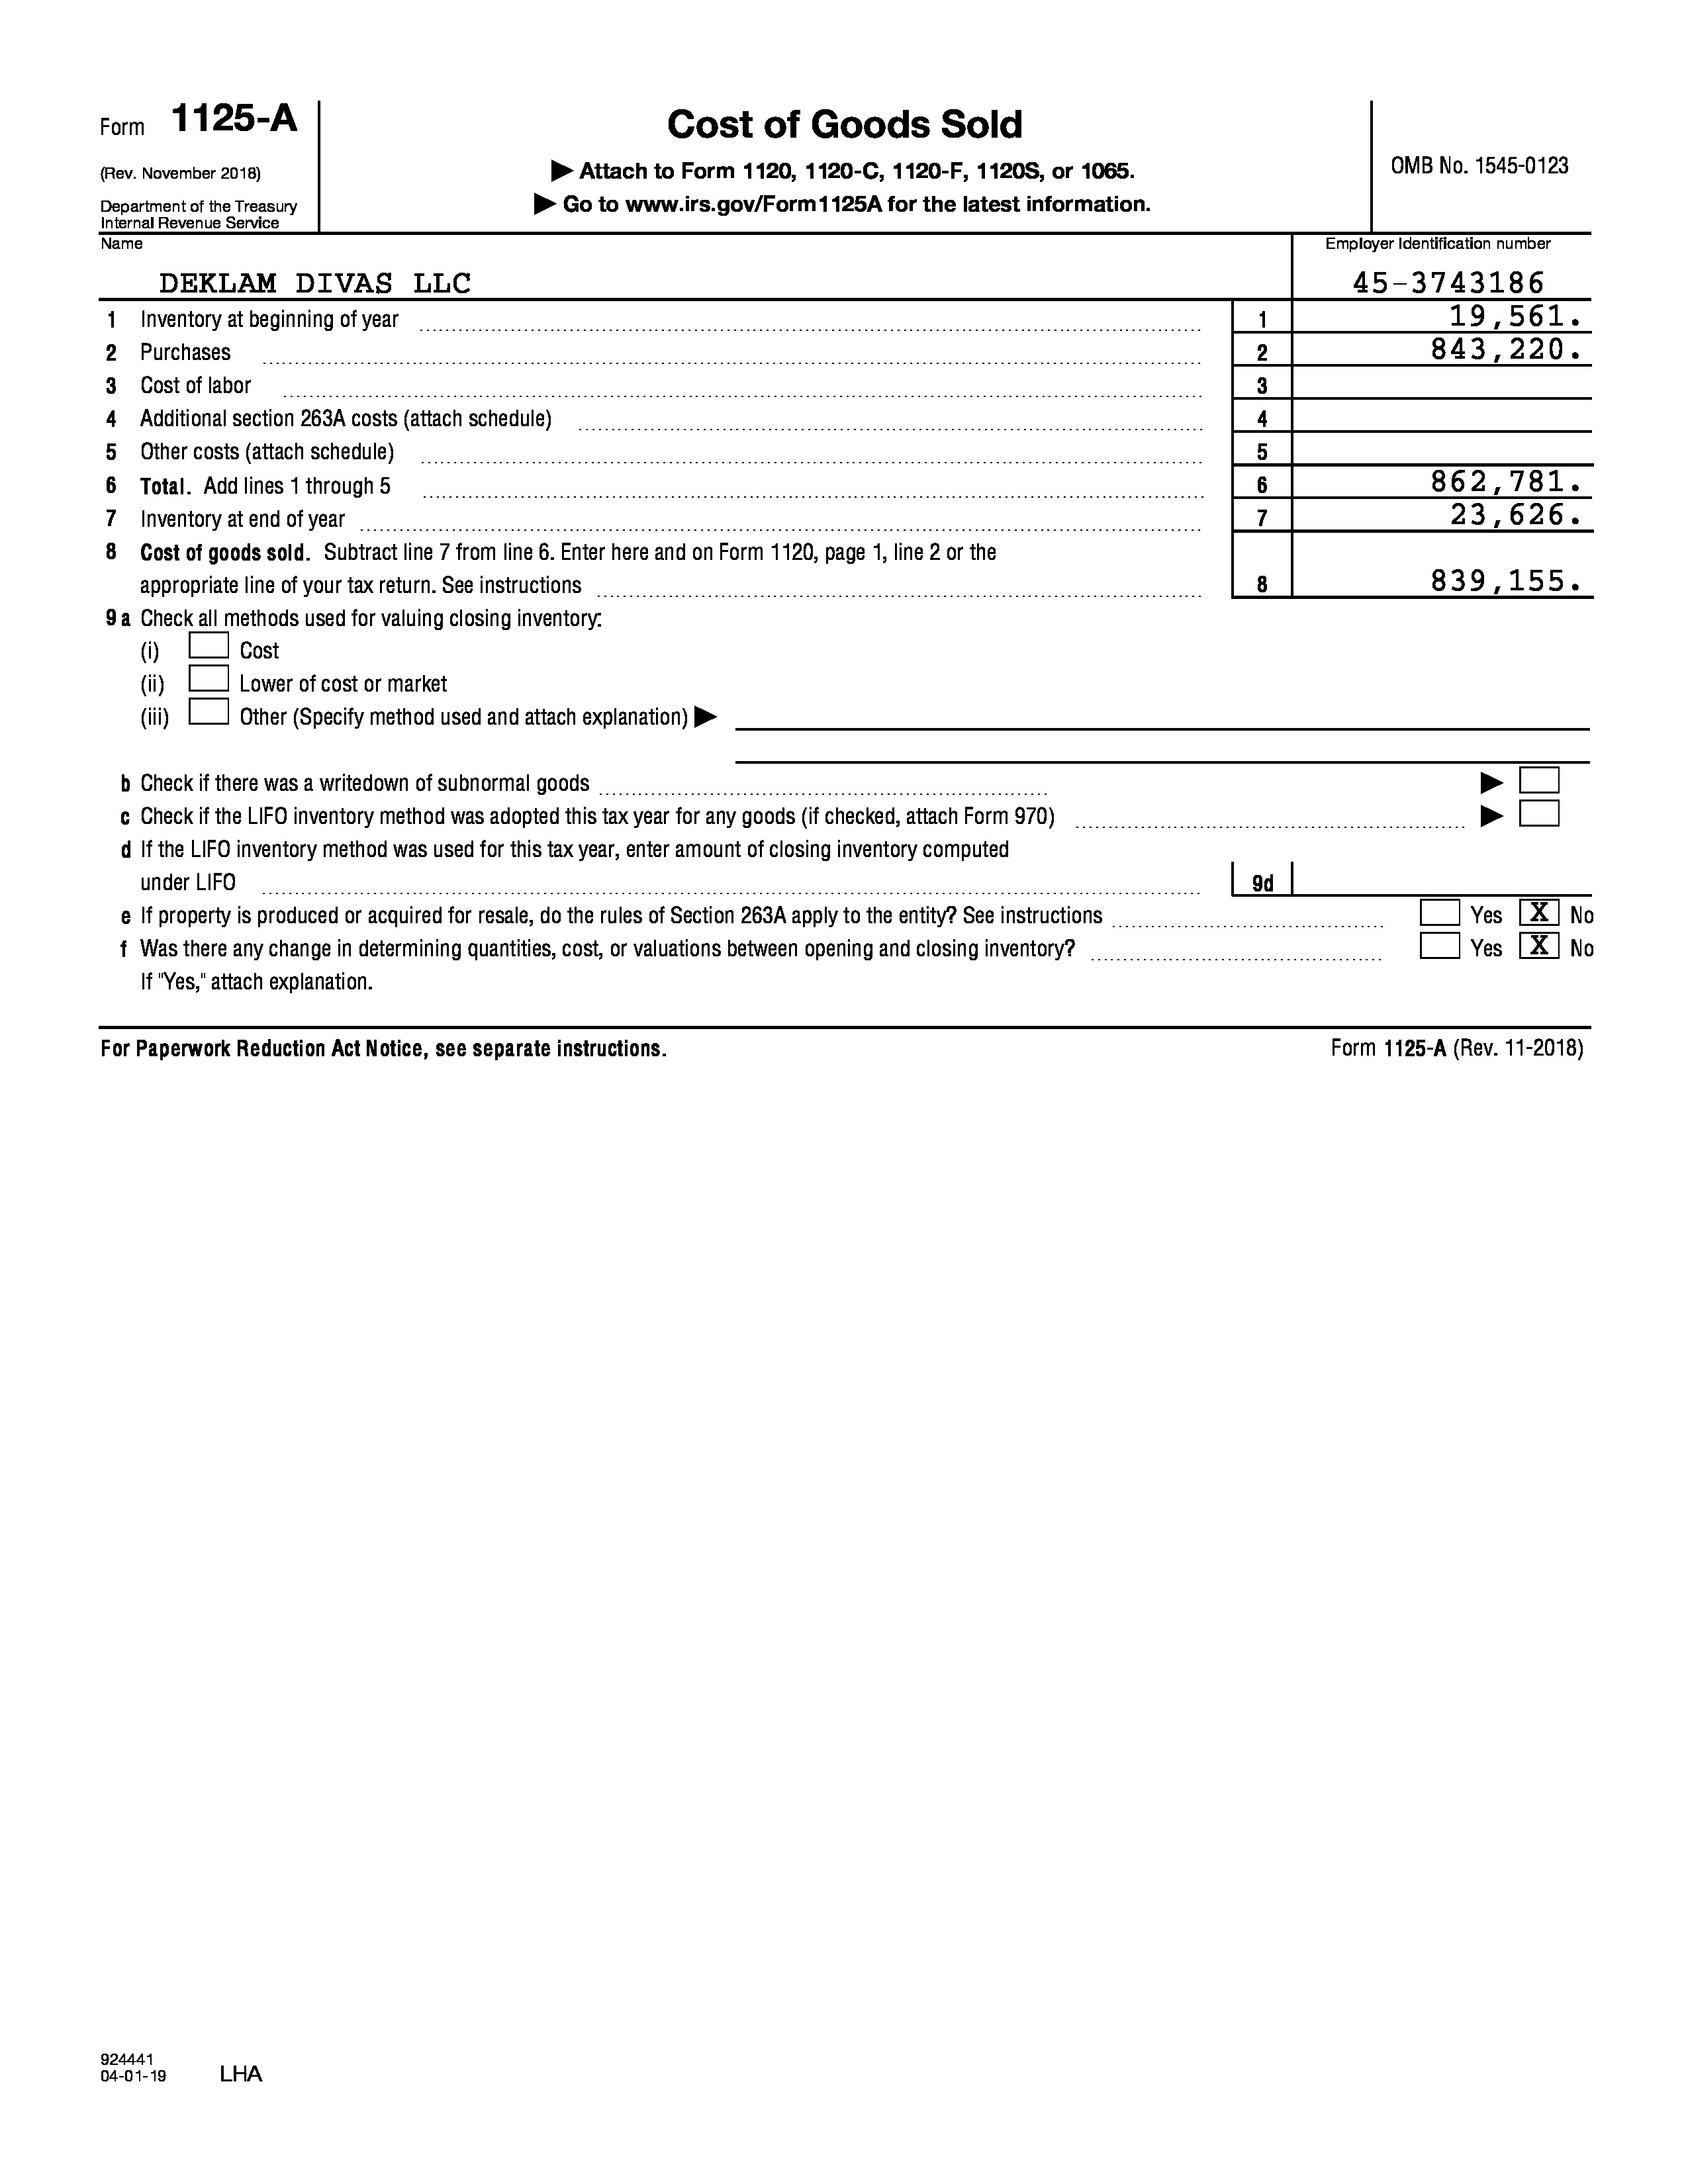 Form 1125-A
(Rev. November 2018)
Department of the Treasury
Internal Revenue Service
Cost of Goods Sold
▶ Attach to Form 1120, 1120-C, 1120-F, 1120S, or 1065.
▶ Go to www.irs.gov/Form1125A for the latest information.
OMB No. 1545-0123
Name
Employer Identification number
DEKLAM DIVAS LLC 45-3743186
1 Inventory at beginning of year 1 19,561.
2 Purchases 2 843,220.
3 Cost of labor 3
4 Additional section 263A costs (attach schedule) 4
5 Other costs (attach schedule) 5
6 Total. Add lines 1 through 5 6 862,781.
7 Inventory at end of year 7 23,626.
8 Cost of goods sold. Subtract line 7 from line 6. Enter here and on Form 1120, page 1, line 2 or the
appropriate line of your tax return. See instructions 8 839,155.
9 a Check all methods used for valuing closing inventory:
(i) Cost
(ii) Lower of cost or market
(iii) Other (Specify method used and attach explanation) ▶
b Check if there was a writedown of subnormal goods ▶
c Check if the LIFO inventory method was adopted this tax year for any goods (if checked, attach Form 970) ▶
d If the LIFO inventory method was used for this tax year, enter amount of closing inventory computed
under LIFO 9d
e If property is produced or acquired for resale, do the rules of Section 263A apply to the entity? See instructions Yes X No
f Was there any change in determining quantities, cost, or valuations between opening and closing inventory? Yes X No
If "Yes," attach explanation.
For Paperwork Reduction Act Notice, see separate instructions. Form 1125-A (Rev. 11-2018)
924441
04-01-19 LHA